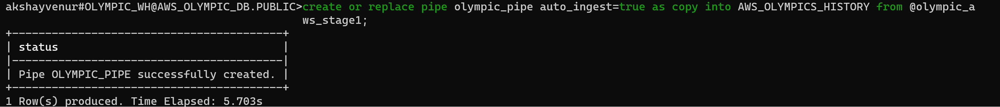 akshayvenur#OLYMPIC_WH@AWS_OLYMPIC_DB.PUBLIC>create or replace pipe olympic_pipe auto_ingest=true as copy into AWS_OLYMPICS_HISTORY from @olympic_a
ws_stage1;
+-----------------------------------------+
| status                                  |
|-----------------------------------------|
| Pipe OLYMPIC_PIPE successfully created. |
+-----------------------------------------+
1 Row(s) produced. Time Elapsed: 5.703s